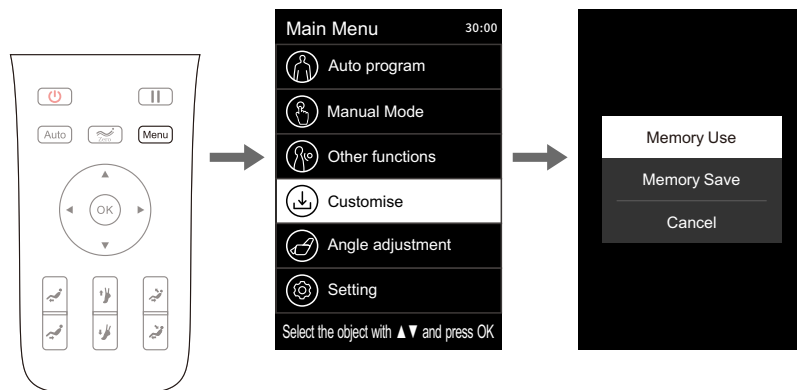 Auto
Zero
Menu
OK
Main Menu 30:00
Auto program
Manual Mode
Other functions
Customise
Angle adjustment
Setting
Select the object with ▲▼ and press OK
Memory Use
Memory Save
Cancel